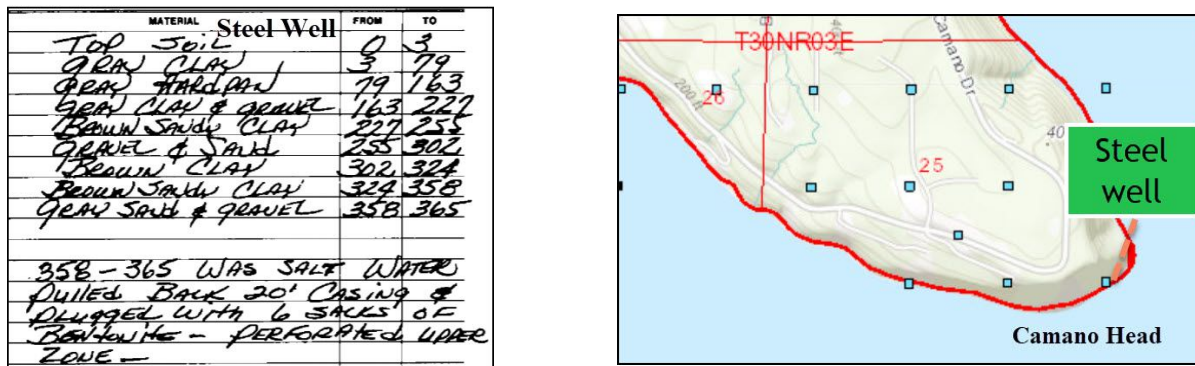 MATERIAL Steel Well FROM TO
TOP SOIL 0 3
GRAY CLAY 3 79
GRAY HARDPAN 79 163
GRAY CLAY & GRAVEL 163 227
BROWN SANDY CLAY 227 255
GRAVEL & SAND 255 302
BROWN CLAY 302 324
BROWN SANDY CLAY 324 358
GRAY SAND & GRAVEL 358 365
358-365 WAS SALT WATER
PULLED BACK 20' CASING &
PLUGGED WITH 6 SACKS OF
BENTONITE - PERFORATED UPPER
ZONE -
T30NR03E
Camano Dr
200 ft
26
40
25
Steel
well
Camano Head